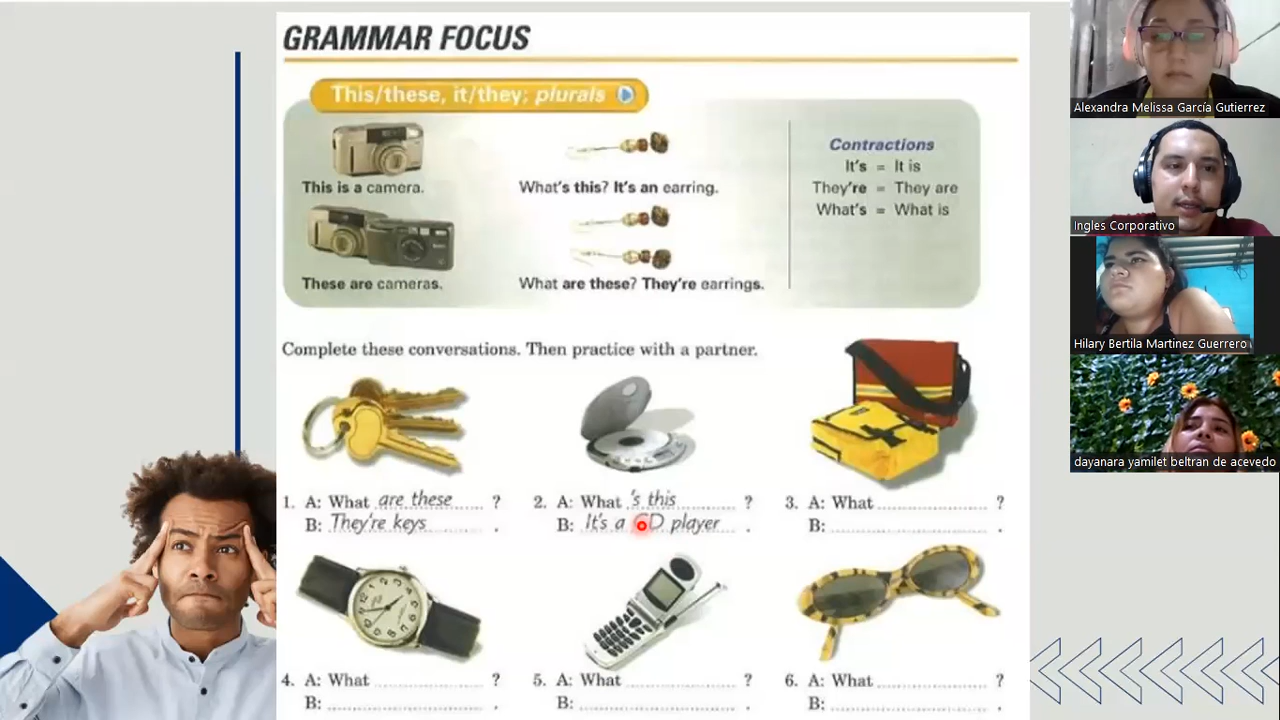 GRAMMAR FOCUS
This/these, it/they; plurals
This is a camera.
What's this? It's an earring.
These are cameras.
What are these? They're earrings.
Contractions
It's = It is
They're = They are
What's = What is
Complete these conversations. Then practice with a partner.
1. A: What are these ?
B: They're keys .
2. A: What 's this ?
B: It's a CD player .
3. A: What ?
B: .
4. A: What ?
B: .
5. A: What ?
B: .
6. A: What ?
B: .
Alexandra Melissa García Gutierrez
Ingles Corporativo
Hilary Bertila Martinez Guerrero
dayanara yamilet beltran de acevedo